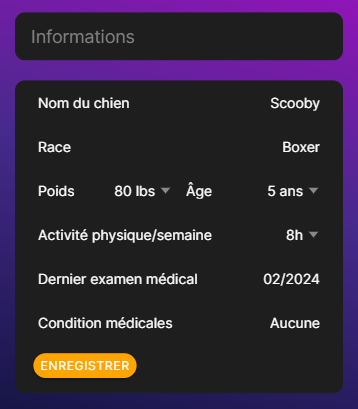 Informations
Nom du chien Scooby
Race Boxer
Poids 80 lbs Âge 5 ans
Activité physique/semaine 8h
Dernier examen médical 02/2024
Condition médicales Aucune
ENREGISTRER